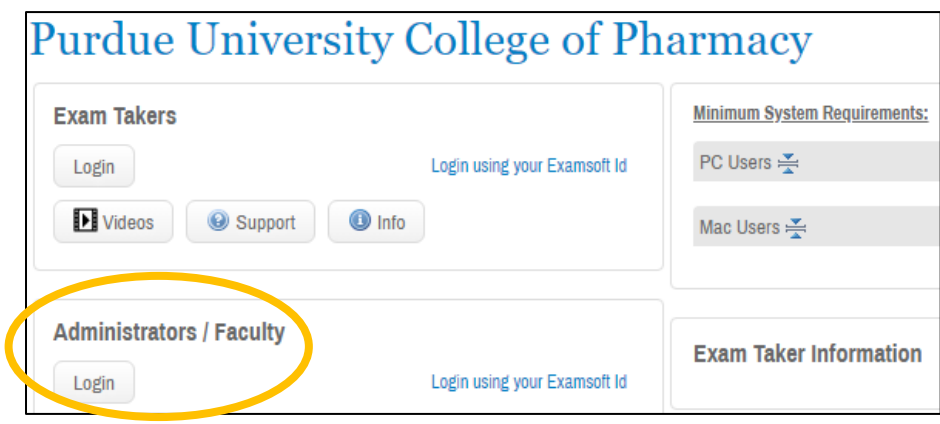 Purdue University College of Pharmacy
Exam Takers
Login
Login using your Examsoft Id
Videos
Support
Info
Administrators / Faculty
Login
Login using your Examsoft Id
Minimum System Requirements:
PC Users
Mac Users
Exam Taker Information